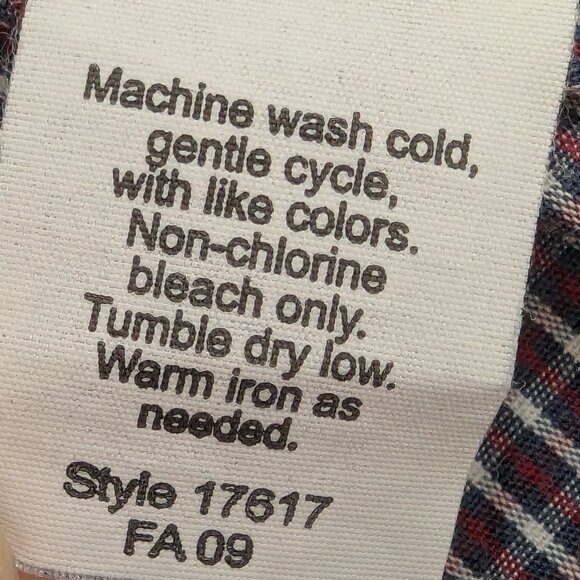 Machine wash cold,
gentle cycle,
with like colors.
Non-chlorine
bleach only.
Tumble dry low.
Warm iron as
needed.
Style 17617
FA 09